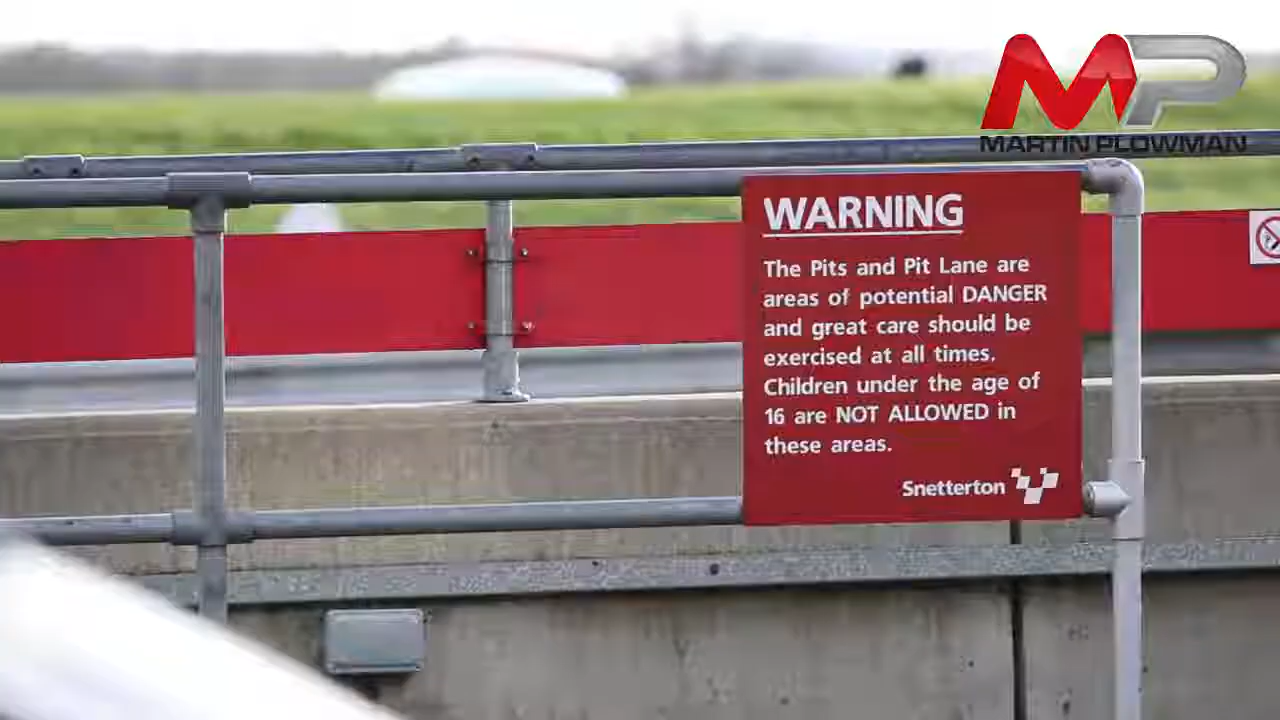 MP
MARTIN PLOWMAN
WARNING
The Pits and Pit Lane are
areas of potential DANGER
and great care should be
exercised at all times.
Children under the age of
16 are NOT ALLOWED in
these areas.
Snetterton